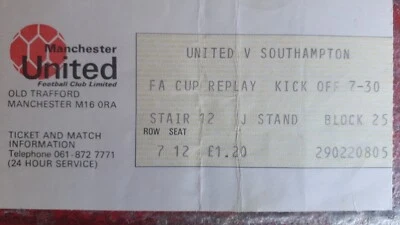 Manchester
United
Football Club Limited
OLD TRAFFORD
MANCHESTER M16 0RA
TICKET AND MATCH
INFORMATION
Telephone 061-872 7771
(24 HOUR SERVICE)
UNITED V SOUTHAMPTON
FA CUP REPLAY KICK OFF 7-30
STAIR 12 J STAND BLOCK 25
ROW SEAT
7 12 £1.20 290220805